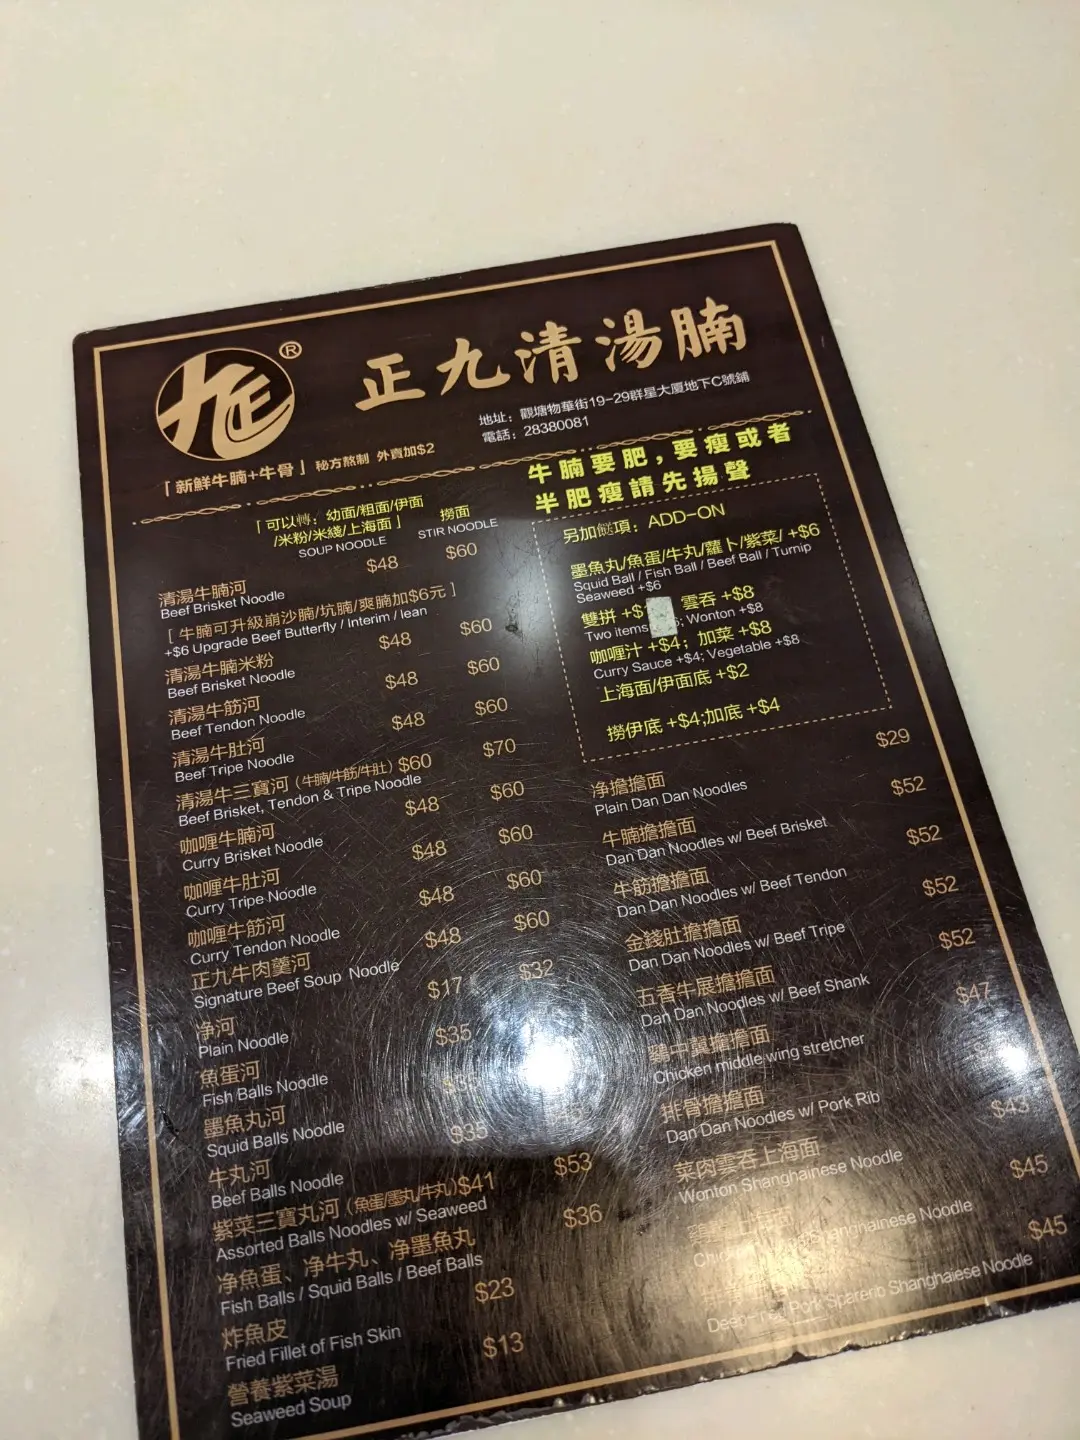 九正®
正九清湯腩
地址：觀塘物華街19-29群星大廈地下C號鋪
電話：28380081
「新鮮牛腩+牛骨」秘方熬制 外賣加$2
牛腩要肥，要瘦或者
半肥瘦請先揚聲
「可以轉：幼面/粗面/伊面
/米粉/米綫/上海面」
SOUP NOODLE
撈面
STIR NOODLE
清湯牛腩河 $48 $60
Beef Brisket Noodle
[ 牛腩可升級崩沙腩/坑腩/爽腩加$6元 ]
+$6 Upgrade Beef Butterfly / Interim / lean
清湯牛腩米粉 $48 $60
Beef Brisket Noodle
清湯牛筋河 $48 $60
Beef Tendon Noodle
清湯牛肚河 $48 $60
Beef Tripe Noodle
清湯牛三寶河（牛腩/牛筋/牛肚）$60 $70
Beef Brisket, Tendon & Tripe Noodle
咖喱牛腩河 $48 $60
Curry Brisket Noodle
咖喱牛肚河 $48 $60
Curry Tripe Noodle
咖喱牛筋河 $48 $60
Curry Tendon Noodle
正九牛肉羹河 $48 $60
Signature Beef Soup Noodle
净河 $17 $32
Plain Noodle
魚蛋河 $35
Fish Balls Noodle
墨魚丸河
Squid Balls Noodle
牛丸河 $35
Beef Balls Noodle
紫菜三寶丸河（魚蛋/墨丸/牛丸）$41 $53
Assorted Balls Noodles w/ Seaweed
净魚蛋、净牛丸、净墨魚丸 $36
Fish Balls / Squid Balls / Beef Balls
炸魚皮 $23
Fried Fillet of Fish Skin
營養紫菜湯 $13
Seaweed Soup
另加餸項：ADD-ON
墨魚丸/魚蛋/牛丸/蘿卜/紫菜/ +$6
Squid Ball / Fish Ball / Beef Ball / Turnip
Seaweed +$6
雙拼 雲吞 +$8
Two items Wonton +$8
咖喱汁 +$4；加菜 +$8
Curry Sauce +$4; Vegetable +$8
上海面/伊面底 +$2
撈伊底 +$4;加底 +$4
净擔擔面 $29
Plain Dan Dan Noodles
牛腩擔擔面 $52
Dan Dan Noodles w/ Beef Brisket
牛筋擔擔面 $52
Dan Dan Noodles w/ Beef Tendon
金錢肚擔擔面 $52
Dan Dan Noodles w/ Beef Tripe
五香牛展擔擔面 $52
Dan Dan Noodles w/ Beef Shank
鷄中翼擔擔面 $47
Chicken middle wing stretcher
排骨擔擔面
Dan Dan Noodles w/ Pork Rib
菜肉雲吞上海面 $43
Wonton Shanghainese Noodle
上海面 $45
Shanghainese Noodle
$45
Pork Sparerib Shanghaiese Noodle